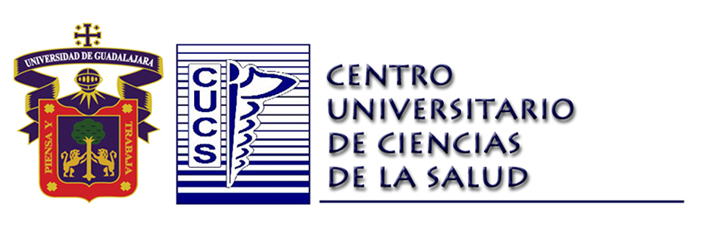 UNIVERSIDAD DE GUADALAJARA
PIENSA Y
TRABAJA
CUCS
CENTRO
UNIVERSITARIO
DE CIENCIAS
DE LA SALUD